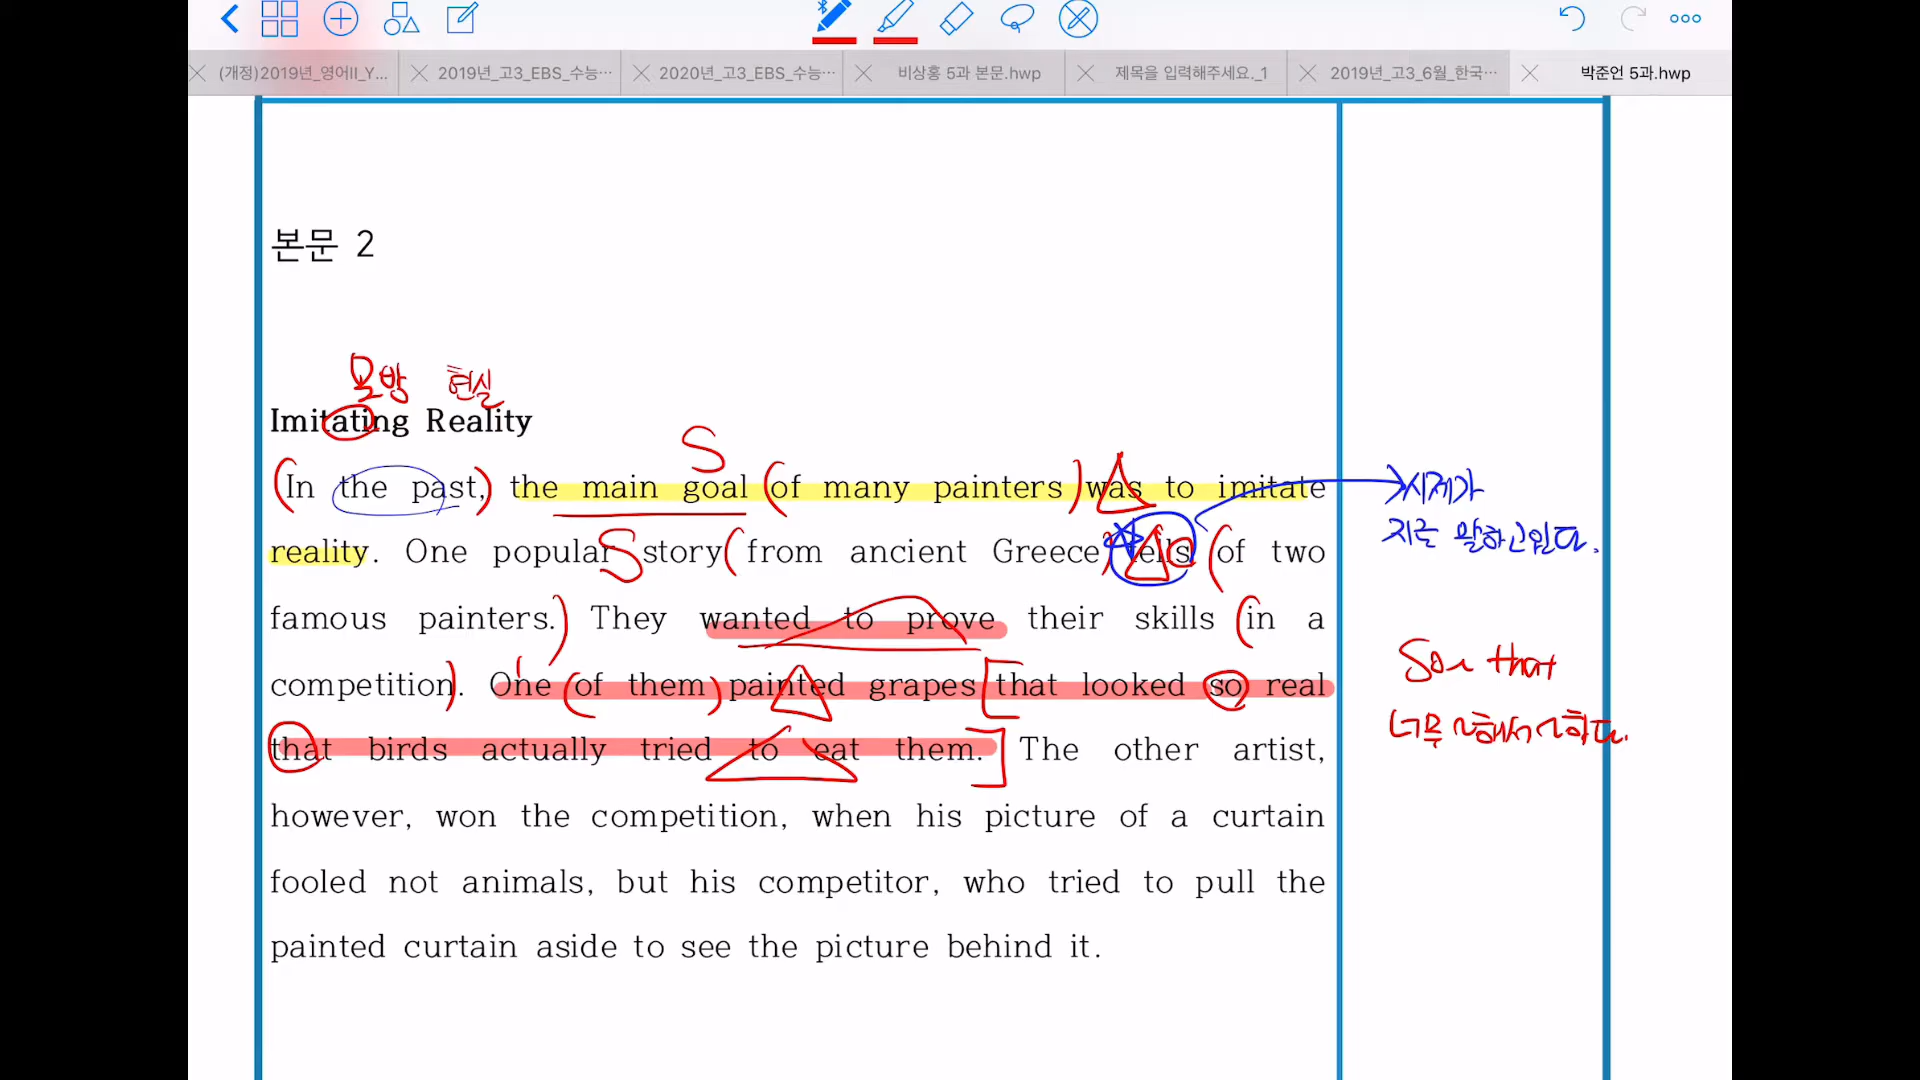 (개정)2019년_영어II_Y...
2019년_고3_EBS_수능...
2020년_고3_EBS_수능...
비상홍 5과 본문.hwp
제목을 입력해주세요._1
2019년_고3_6월_한국...
박준언 5과.hwp
본문 2
모방 현실
Imitating Reality
S
In the past, the main goal of many painters was to imitate
reality. One popular story from ancient Greece tells of two
famous painters. They wanted to prove their skills in a
competition. One of them painted grapes that looked so real
that birds actually tried to eat them. The other artist,
however, won the competition, when his picture of a curtain
fooled not animals, but his competitor, who tried to pull the
painted curtain aside to see the picture behind it.
S
시제가
지금 말하고있다.
so~ that
너무 ~해서 ~하다.